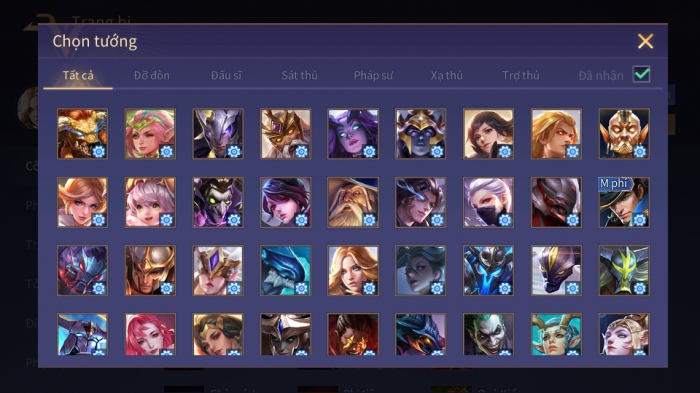 Trang bị
Chọn tướng
Tất cả
Đỡ đòn
Đấu sĩ
Sát thủ
Pháp sư
Xạ thủ
Trợ thủ
Đã nhận
M phí